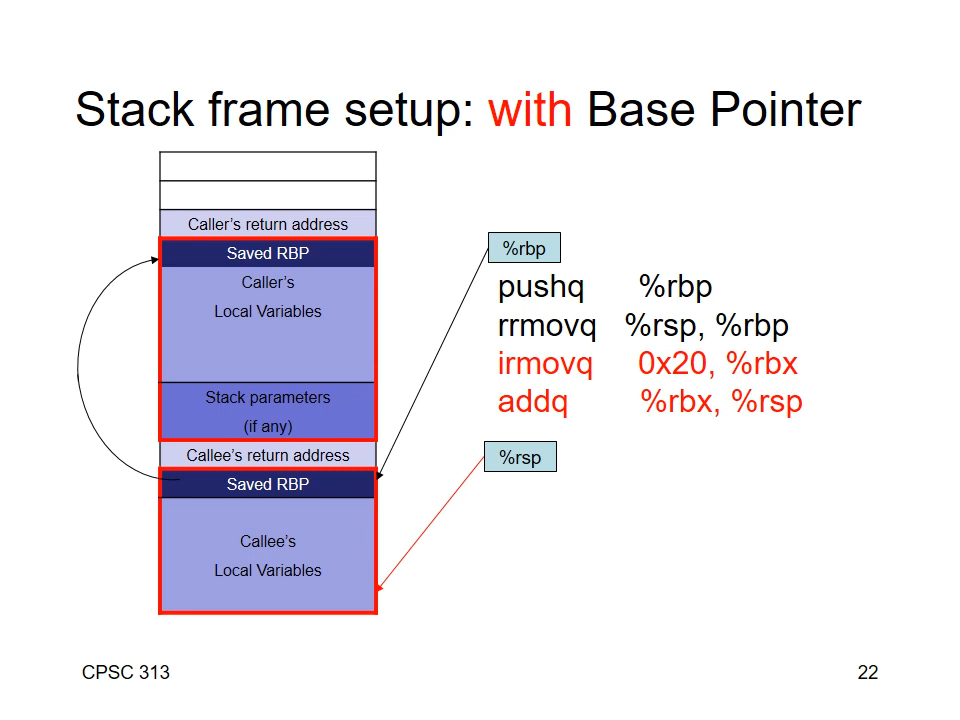 Stack frame setup: with Base Pointer
Caller's return address
Saved RBP
Caller's
Local Variables
Stack parameters
(if any)
Callee's return address
Saved RBP
Callee's
Local Variables
%rbp
pushq %rbp
rrmovq %rsp, %rbp
irmovq 0x20, %rbx
addq %rbx, %rsp
%rsp
CPSC 313
22